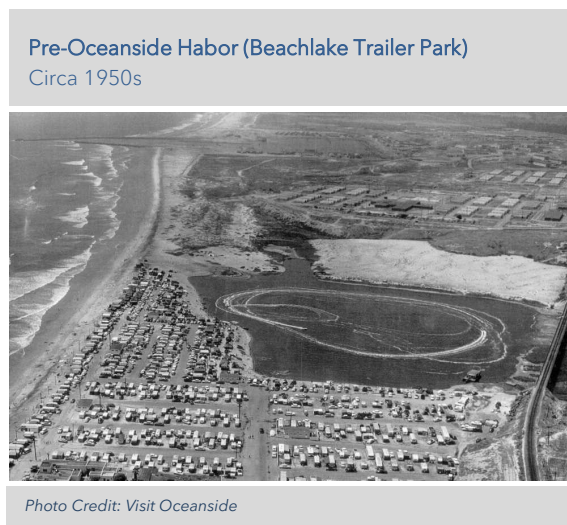 Pre-Oceanside Habor (Beachlake Trailer Park)
Circa 1950s
Photo Credit: Visit Oceanside